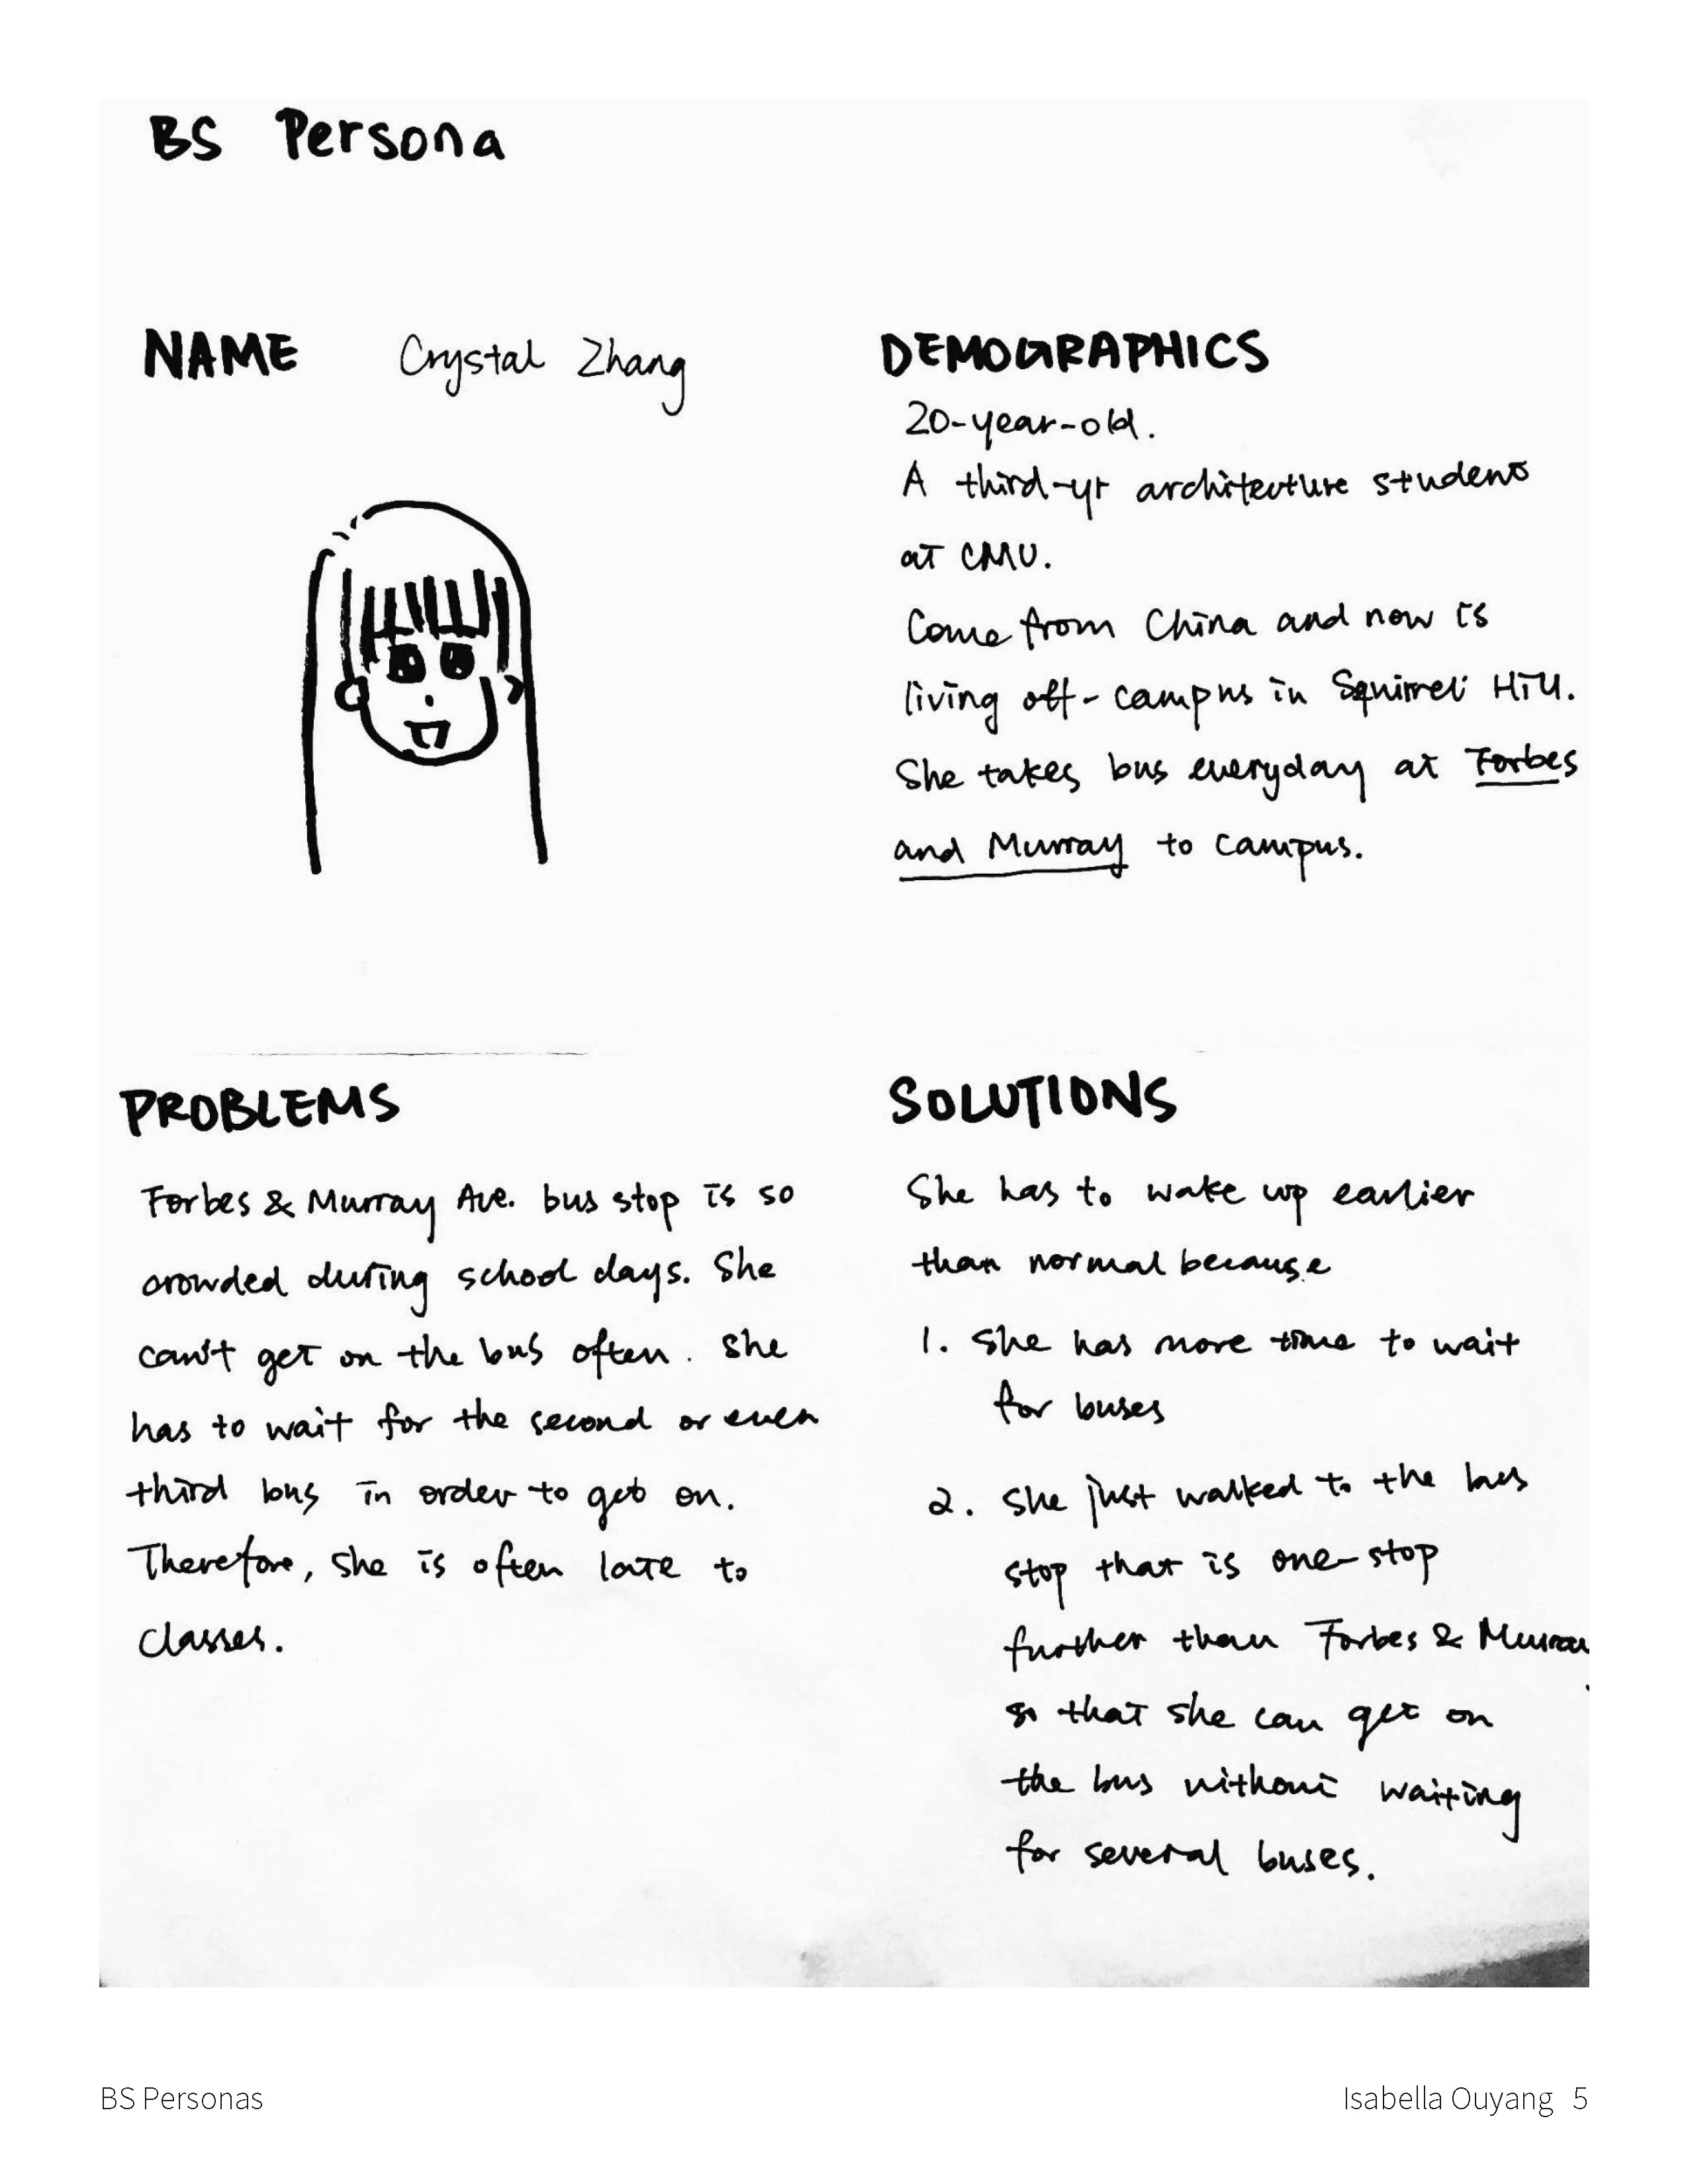 BS Persona
NAME Crystal Zhang
DEMOGRAPHICS
20-year-old.
A third-yr architecture student
at CMU.
Come from China and now is
living off-campus in Squirrel Hill.
She takes bus everyday at Forbes
and Murray to campus.
PROBLEMS
Forbes & Murray Ave. bus stop is so
crowded during school days. She
can't get on the bus often. She
has to wait for the second or even
third bus in order to get on.
Therefore, she is often late to
classes.
SOLUTIONS
She has to wake up earlier
than normal because
1. She has more time to wait
for buses
2. She just walked to the bus
stop that is one-stop
further than Forbes & Murray
so that she can get on
the bus without waiting
for several buses.
BS Personas
Isabella Ouyang 5